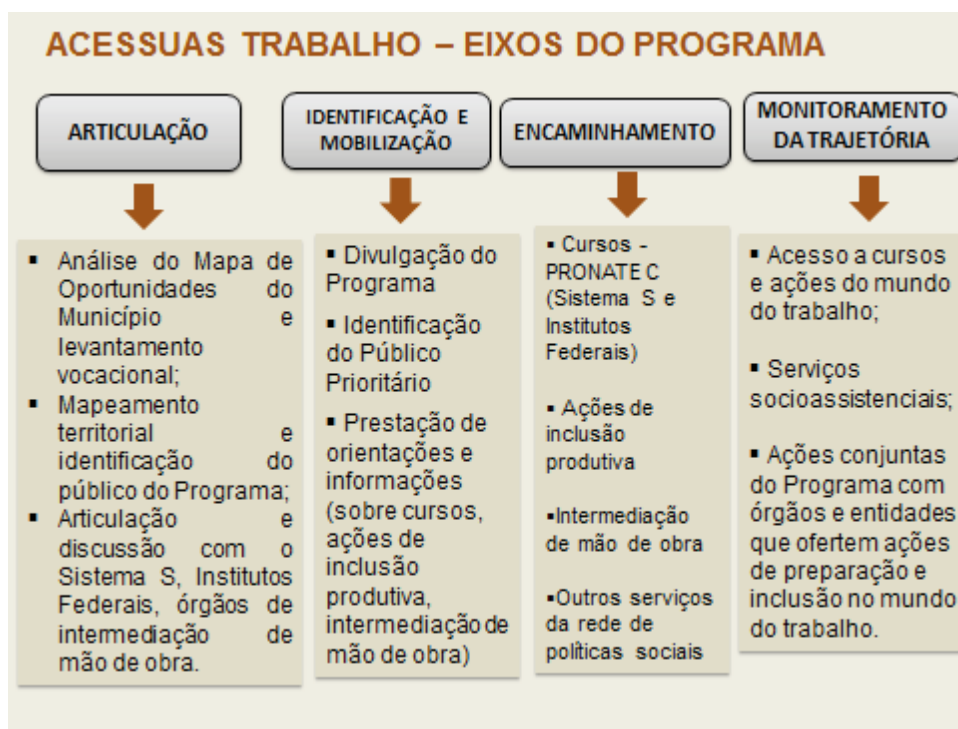 ACESSUAS TRABALHO – EIXOS DO PROGRAMA
ARTICULAÇÃO
▪ Análise do Mapa de
Oportunidades do
Município e
levantamento
vocacional;
▪ Mapeamento
territorial e
identificação do
público do Programa;
▪ Articulação e
discussão com o
Sistema S, Institutos
Federais, órgãos de
intermediação de
mão de obra.
IDENTIFICAÇÃO E
MOBILIZAÇÃO
▪ Divulgação do
Programa
▪ Identificação
do Público
Prioritário
▪ Prestação de
orientações e
informações
(sobre cursos,
ações de
inclusão
produtiva,
intermediação de
mão de obra)
ENCAMINHAMENTO
▪ Cursos -
PRONATE C
(Sistema S e
Institutos
Federais)
▪ Ações de
inclusão
produtiva
▪Intermediação
de mão de obra
▪Outros serviços
da rede de
políticas sociais
MONITORAMENTO
DA TRAJETÓRIA
▪ Acesso a cursos
e ações do mundo
do trabalho;
▪ Serviços
socioassistenciais;
▪ Ações conjuntas
do Programa com
órgãos e entidades
que ofertem ações
de preparação e
inclusão no mundo
do trabalho.